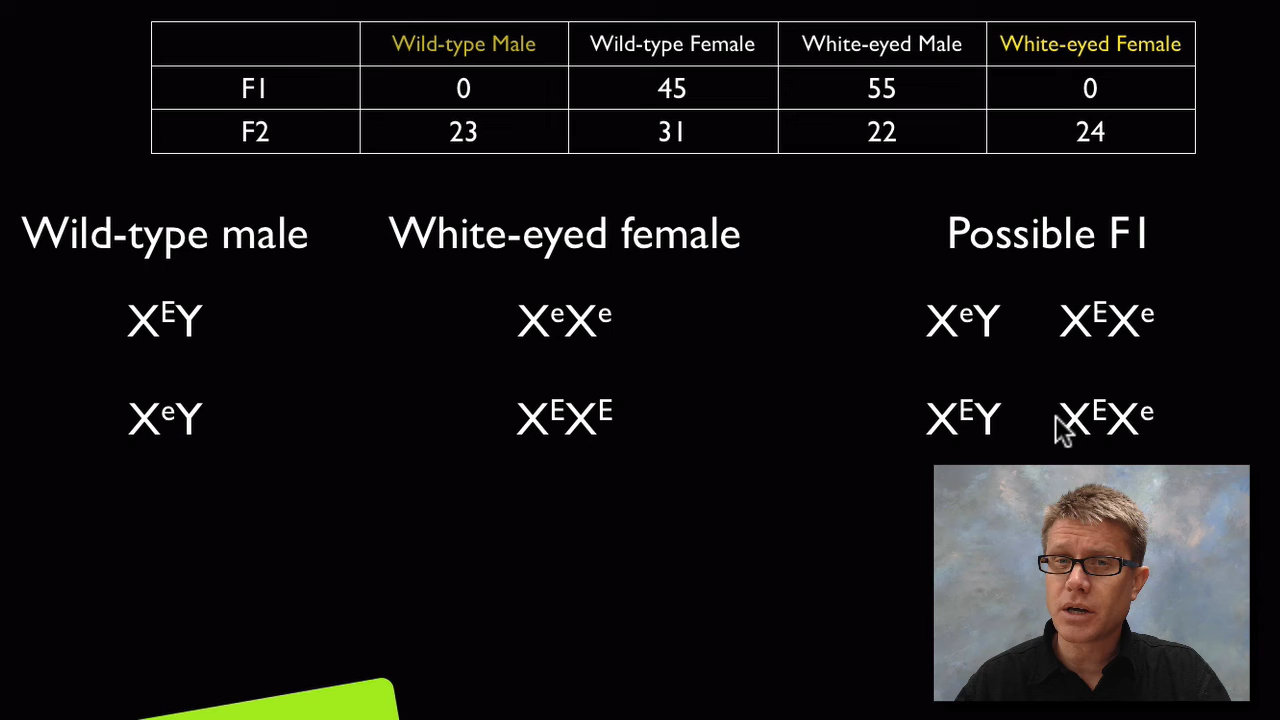 Wild-type Male Wild-type Female White-eyed Male White-eyed Female
F1 0 45 55 0
F2 23 31 22 24
Wild-type male White-eyed female Possible F1
XᴱY XᵉXᵉ XᵉY XᴱXᵉ
XᵉY XᴱXᴱ XᴱY XᴱXᵉ